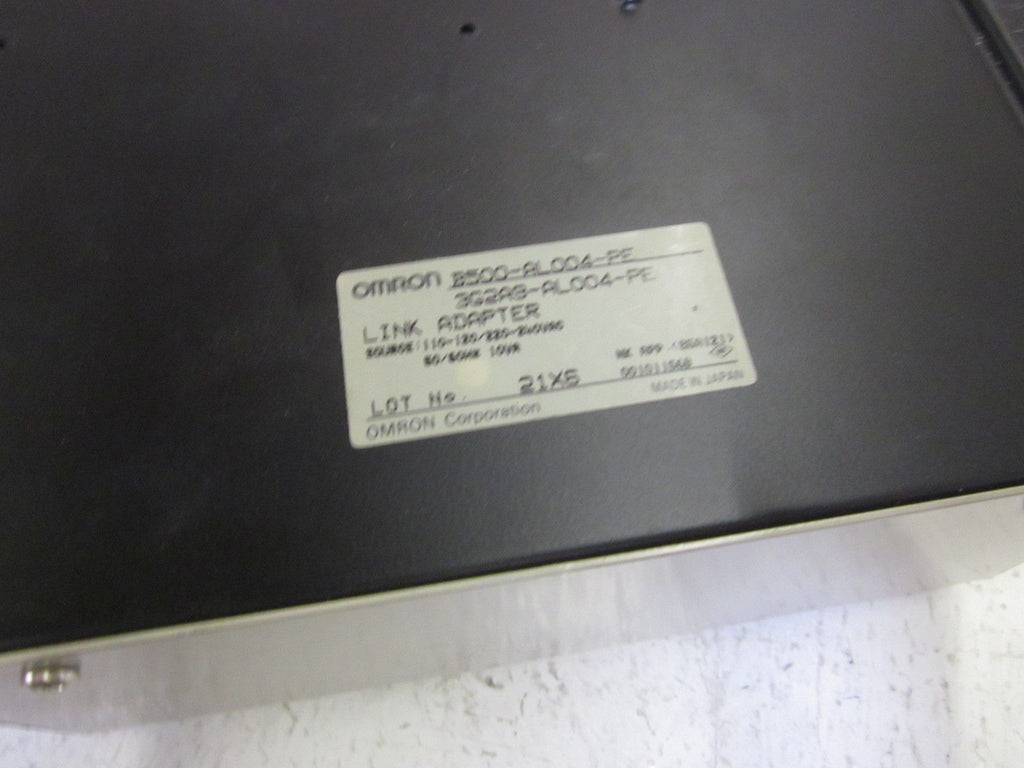 OMRON B500-AL004-PE
3G2A9-AL004-PE
LINK ADAPTER
SOURCE:110-120/220-240VAC
50/60HZ 10VA
LOT No. 21X6
MADE IN JAPAN
OMRON Corporation